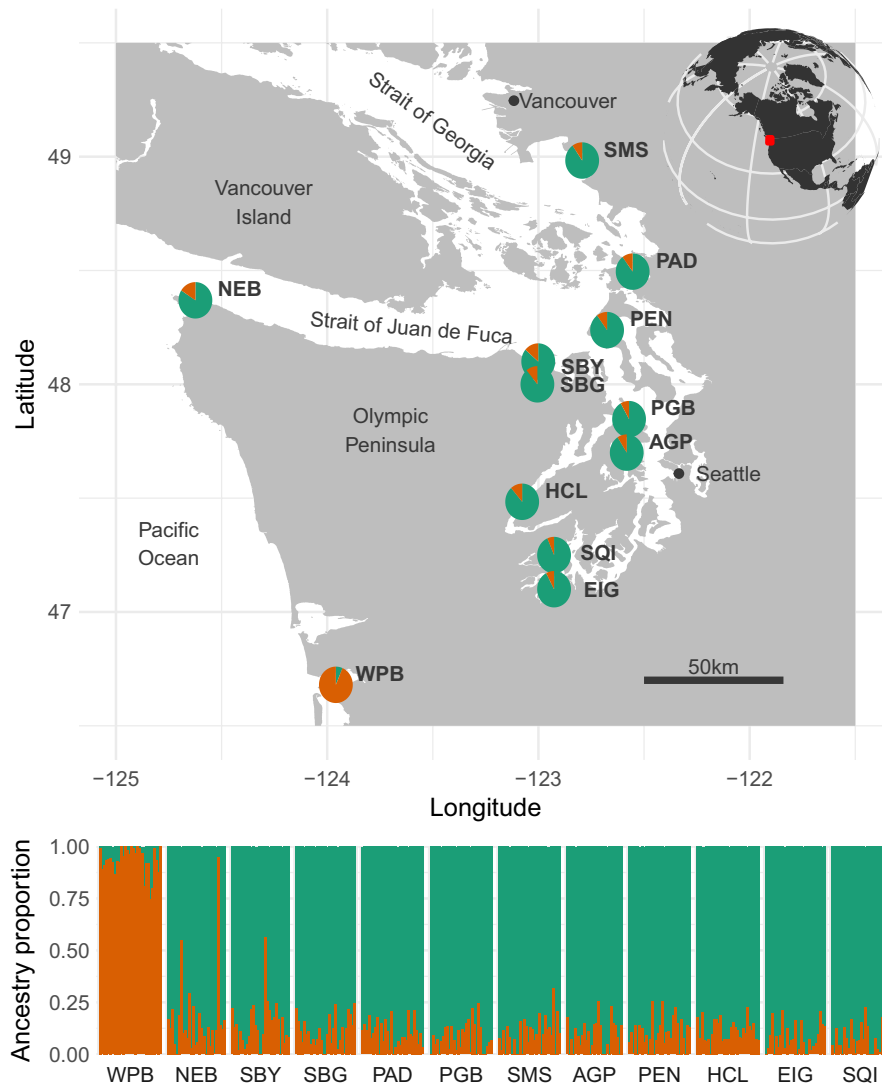 Strait of Georgia
Vancouver
SMS
49
Vancouver
Island
PAD
NEB
PEN
Strait of Juan de Fuca
SBY
SBG
48
Latitude
PGB
Olympic
Peninsula
AGP
Seattle
HCL
Pacific
Ocean
SQI
EIG
47
WPB
50km
−125 −124 −123 −122
Longitude
Ancestry proportion
1.00
0.75
0.50
0.25
0.00
WPB NEB SBY SBG PAD PGB SMS AGP PEN HCL EIG SQI